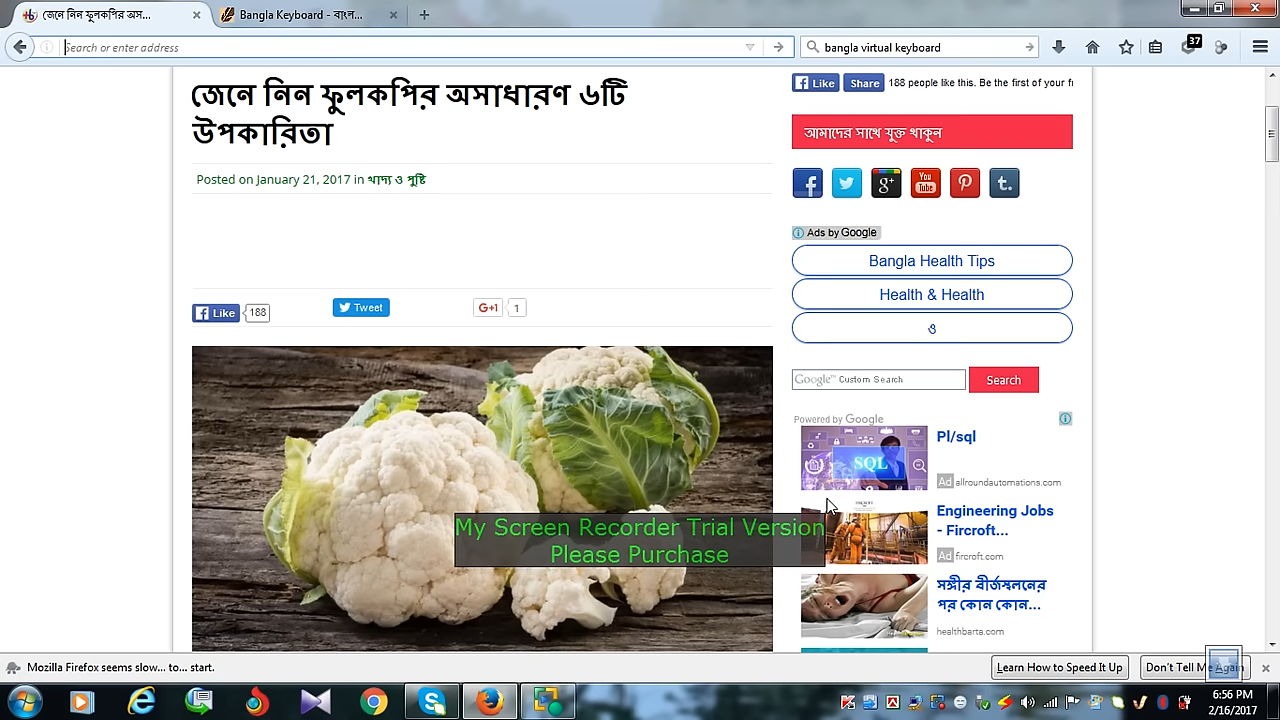 জেনে নিন ফুলকপির অস...
Bangla Keyboard - বাংল...
Search or enter address
bangla virtual keyboard
37
জেনে নিন ফুলকপির অসাধারণ ৬টি
উপকারিতা
Posted on January 21, 2017 in খাদ্য ও পুষ্টি
Like 188
Tweet
G+1 1
Like Share 188 people like this. Be the first of your fr
আমাদের সাথে যুক্ত থাকুন
f
g+
You
Tube
t.
Ads by Google
Bangla Health Tips
Health & Health
ও
Google™ Custom Search
Search
Powered by Google
SQL
Pl/sql
Ad allroundautomations.com
Engineering Jobs
- Fircroft...
Ad fircroft.com
সঙ্গীর বীর্জস্খলনের
পর কোন কোন...
healthbarta.com
My Screen Recorder Trial Version
Please Purchase
Mozilla Firefox seems slow... to... start.
Learn How to Speed It Up
Don't Tell Me Again
6:56 PM
2/16/2017